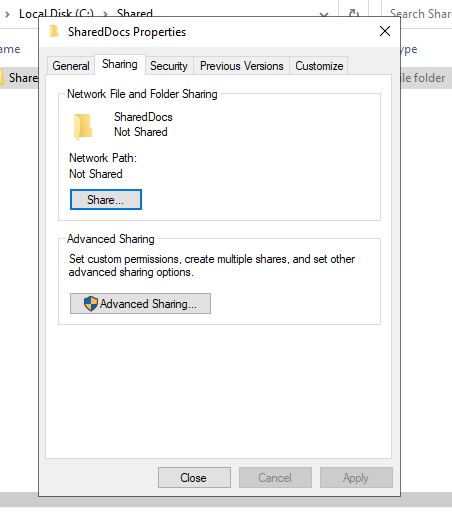 Local Disk (C:) Shared Search Shar
SharedDocs Properties
ame
ype
General Sharing Security Previous Versions Customize
Share
ile folder
Network File and Folder Sharing
SharedDocs
Not Shared
Network Path:
Not Shared
Share...
Advanced Sharing
Set custom permissions, create multiple shares, and set other
advanced sharing options.
Advanced Sharing...
Close Cancel Apply